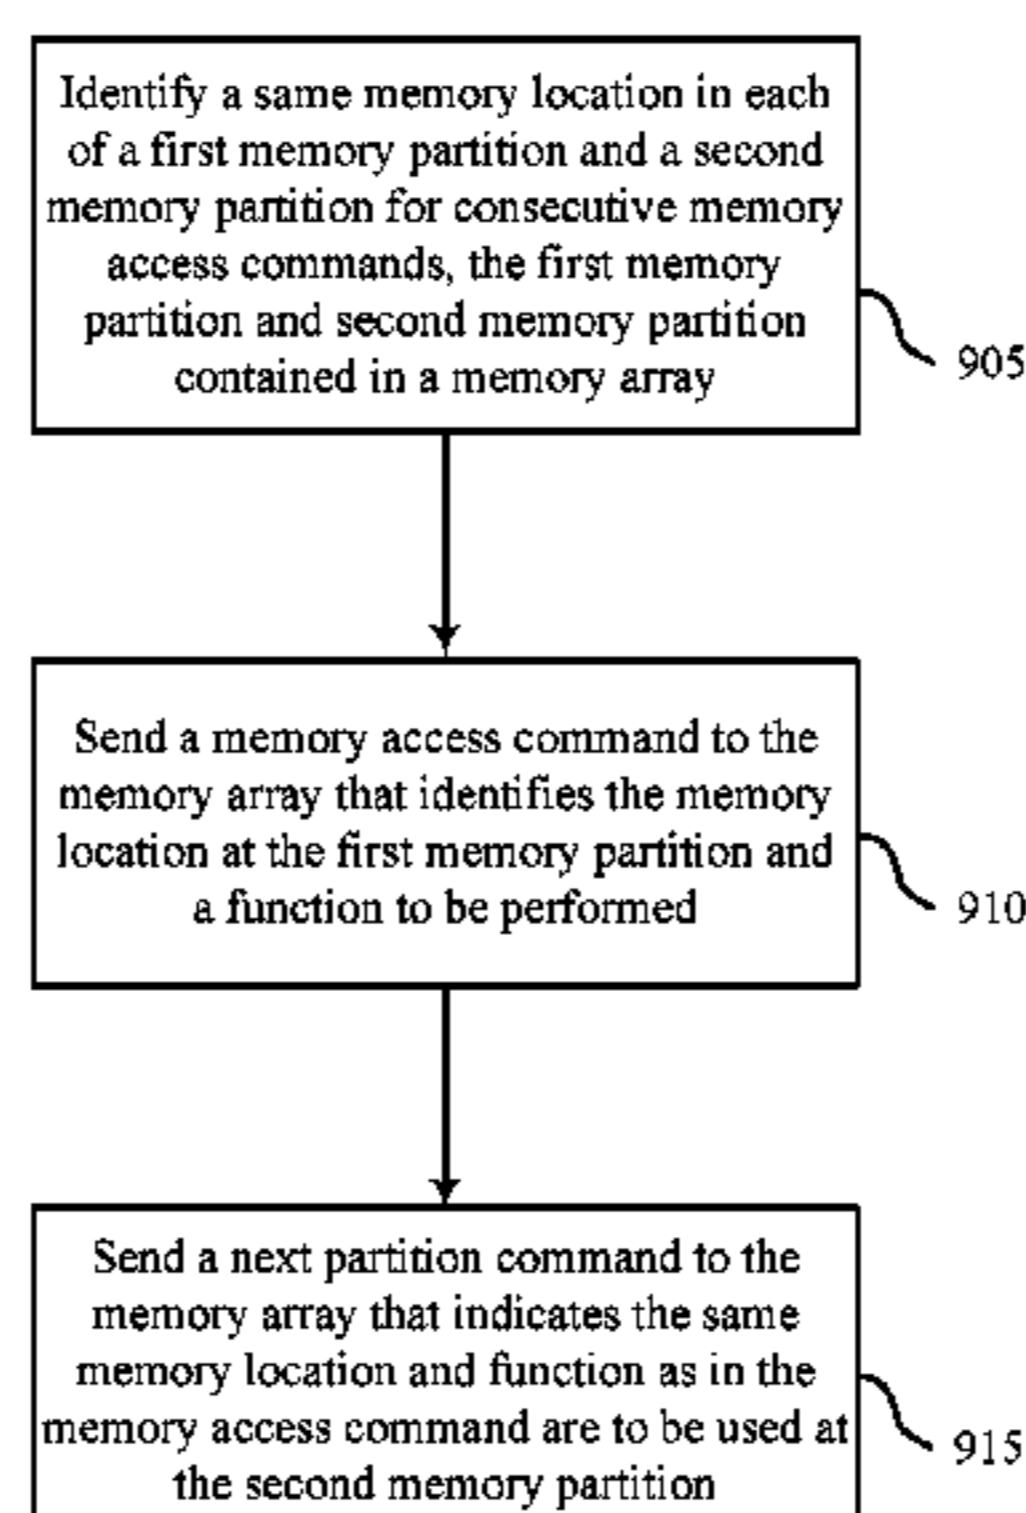 Identify a same memory location in each
of a first memory partition and a second
memory partition for consecutive memory
access commands, the first memory
partition and second memory partition
contained in a memory array
905
Send a memory access command to the
memory array that identifies the memory
location at the first memory partition and
a function to be performed
910
Send a next partition command to the
memory array that indicates the same
memory location and function as in the
memory access command are to be used at
the second memory partition
915